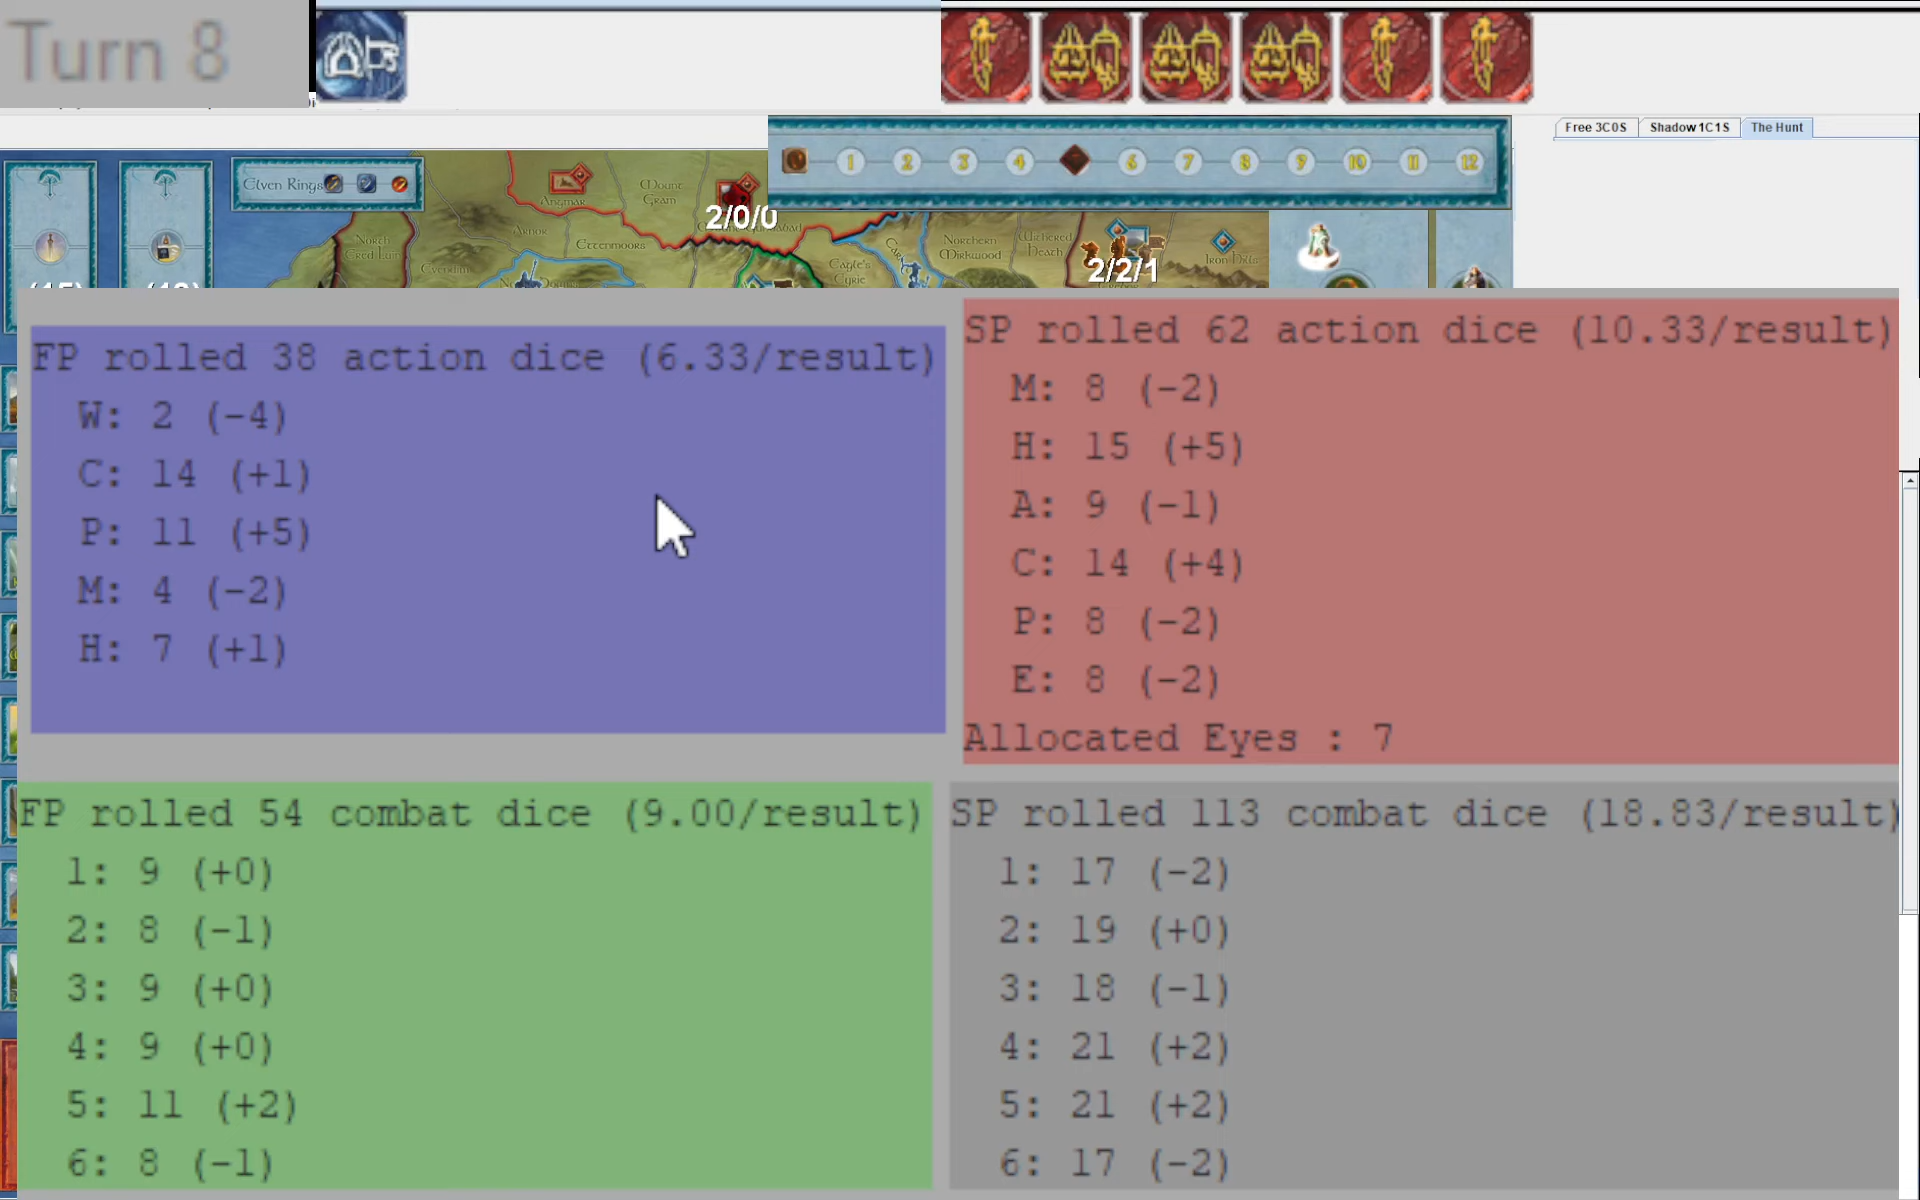 Turn 8
Free 3C0S Shadow 1C1S The Hunt
1 2 3 4 6 7 8 9 10 11 12
Elven Rings
Angmar
Mount Gram
2/0/0
North
Ered Luin
Arnor
Ettenmoors
Evendim
Eagle's
Eyrie
Northern
Mirkwood
Withered
Heath
2/2/1
Iron Hills
FP rolled 38 action dice (6.33/result)
W: 2 (-4)
C: 14 (+1)
P: 11 (+5)
M: 4 (-2)
H: 7 (+1)
SP rolled 62 action dice (10.33/result)
M: 8 (-2)
H: 15 (+5)
A: 9 (-1)
C: 14 (+4)
P: 8 (-2)
E: 8 (-2)
Allocated Eyes : 7
FP rolled 54 combat dice (9.00/result)
1: 9 (+0)
2: 8 (-1)
3: 9 (+0)
4: 9 (+0)
5: 11 (+2)
6: 8 (-1)
SP rolled 113 combat dice (18.83/result)
1: 17 (-2)
2: 19 (+0)
3: 18 (-1)
4: 21 (+2)
5: 21 (+2)
6: 17 (-2)